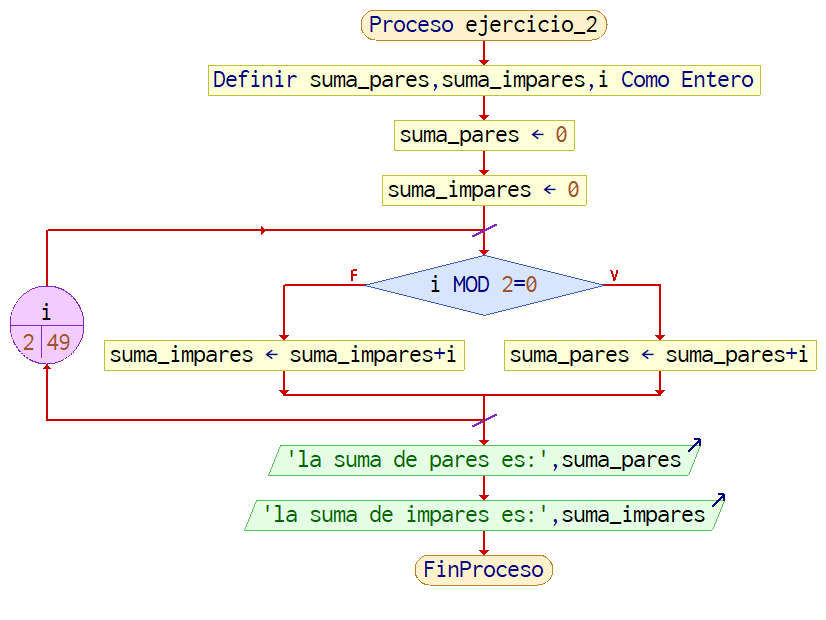 Proceso ejercicio_2
Definir suma_pares,suma_impares,i Como Entero
suma_pares ← 0
suma_impares ← 0
i
2 49
i MOD 2=0
F
V
suma_impares ← suma_impares+i
suma_pares ← suma_pares+i
'la suma de pares es:',suma_pares
'la suma de impares es:',suma_impares
FinProceso